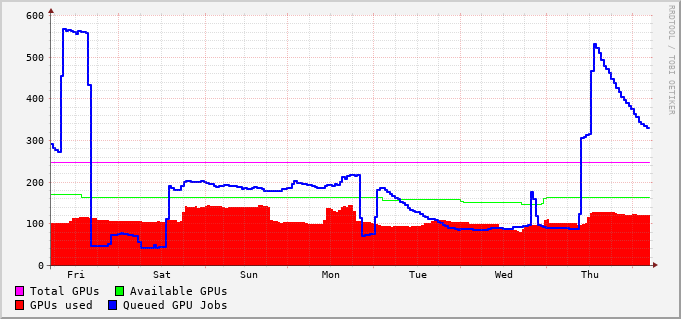 600
500
400
300
200
100
0
Fri Sat Sun Mon Tue Wed Thu
Total GPUs Available GPUs
GPUs used Queued GPU Jobs
RRDTOOL / TOBI OETIKER